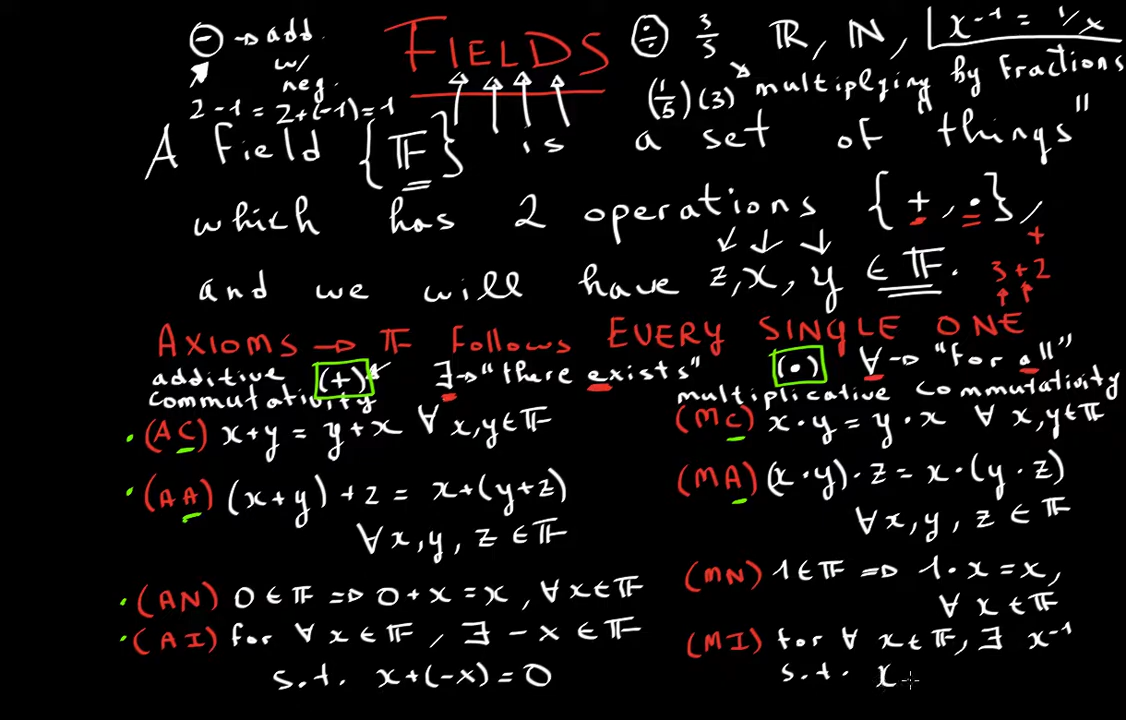 ⊖ → add w/ neg.
2 - 1 = 2 + (-1) = 1
FIELDS
÷ 3/5 ℝ, ℕ, x⁻¹ = 1/x
(1/5)(3) multiplying by fractions
A field {𝔽} is a set of "things"
which has 2 operations {+, •},
and we will have z, x, y ∈ 𝔽.
+
3 + 2
AXIOMS → 𝔽 follows EVERY SINGLE ONE
additive commutativity (+)
∃ → "there exists"
(•) ∀ → "for all"
multiplicative commutativity
(AC) x + y = y + x ∀ x, y ∈ 𝔽
(MC) x · y = y · x ∀ x, y ∈ 𝔽
(AA) (x + y) + z = x + (y + z)
∀ x, y, z ∈ 𝔽
(MA) (x · y) · z = x · (y · z)
∀ x, y, z ∈ 𝔽
(AN) 0 ∈ 𝔽 ⇒ 0 + x = x, ∀ x ∈ 𝔽
(MN) 1 ∈ 𝔽 ⇒ 1 · x = x,
∀ x ∈ 𝔽
(AI) for ∀ x ∈ 𝔽, ∃ -x ∈ 𝔽
s.t. x + (-x) = 0
(MI) for ∀ x ∈ 𝔽, ∃ x⁻¹
s.t. x